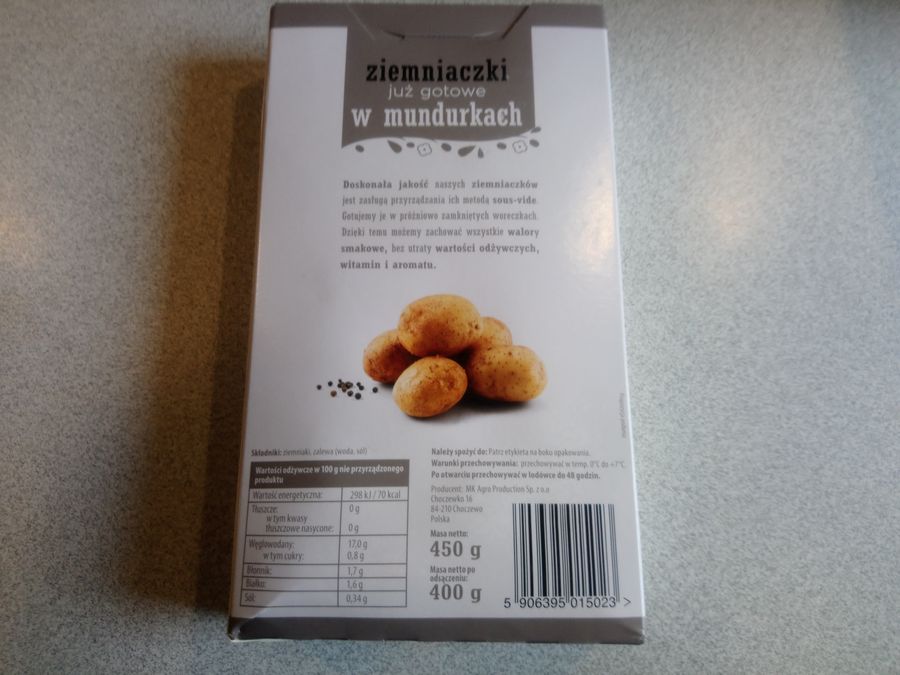 ziemniaczki
już gotowe
w mundurkach
Doskonała jakość naszych ziemniaczków
jest zasługą przyrządzania ich metodą sous-vide.
Gotujemy je w próżniowo zamkniętych woreczkach.
Dzięki temu możemy zachować wszystkie walory
smakowe, bez utraty wartości odżywczych,
witamin i aromatu.
Składniki: ziemniaki, zalewa (woda, sól)
Wartości odżywcze w 100 g nie przyrządzonego
produktu
Wartość energetyczna: 298 kJ / 70 kcal
Tłuszcze: 0 g
w tym kwasy
tłuszczowe nasycone: 0 g
Węglowodany: 17,0 g
w tym cukry: 0,8 g
Błonnik: 1,7 g
Białko: 1,6 g
Sól: 0,34 g
Należy spożyć do: Patrz etykieta na boku opakowania.
Warunki przechowywania: przechowywać w temp. 0°C do +7°C.
Po otwarciu przechowywać w lodówce do 48 godzin.
Producent: MK Agro Production Sp. z o.o
Choczewko 16
84-210 Choczewo
Polska
Masa netto:
450 g
Masa netto po
odsączeniu:
400 g
5 906395 015023 >